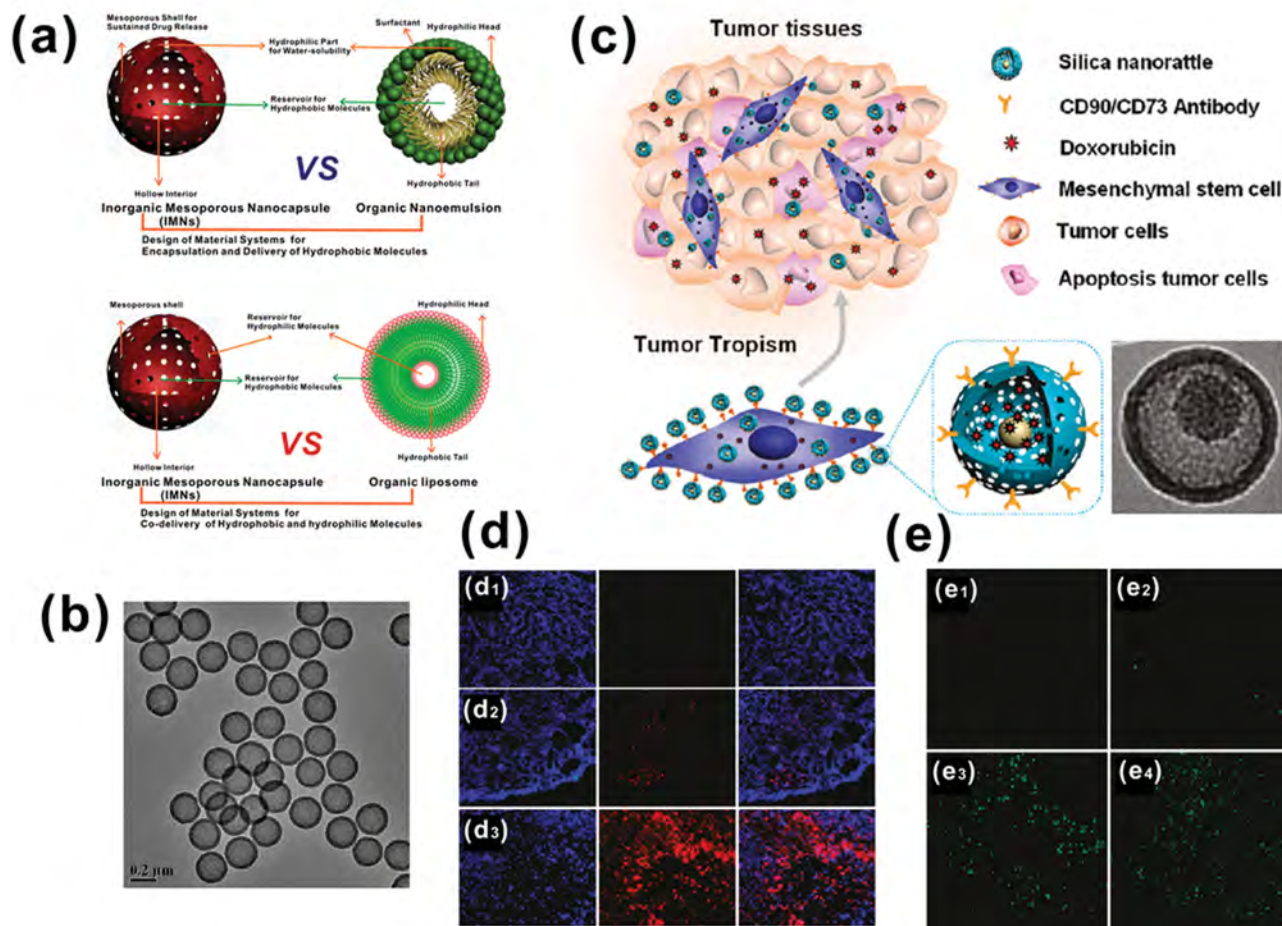 (a)
Mesoporous Shell for
Sustained Drug Release
Hydrophilic Part
for Water-solubility
Surfactant
Hydrophilic Head
Reservoir for
Hydrophobic Molecules
VS
Hollow Interior
Hydrophobic Tail
Inorganic Mesoporous Nanocapsule
(IMNs)
Organic Nanoemulsion
Design of Material Systems for
Encapsulation and Delivery of Hydrophobic Molecules
Mesoporous shell
Reservoir for
Hydrophilic Molecules
Hydrophilic Head
Reservoir for
Hydrophobic Molecules
VS
Hollow Interior
Hydrophobic Tail
Inorganic Mesoporous Nanocapsule
(IMNs)
Organic liposome
Design of Material Systems for
Co-delivery of Hydrophobic and hydrophilic Molecules
(b)
0.2 μm
(c)
Tumor tissues
Silica nanorattle
CD90/CD73 Antibody
Doxorubicin
Mesenchymal stem cell
Tumor cells
Apoptosis tumor cells
Tumor Tropism
(d)
(d1)
(d2)
(d3)
(e)
(e1)
(e2)
(e3)
(e4)